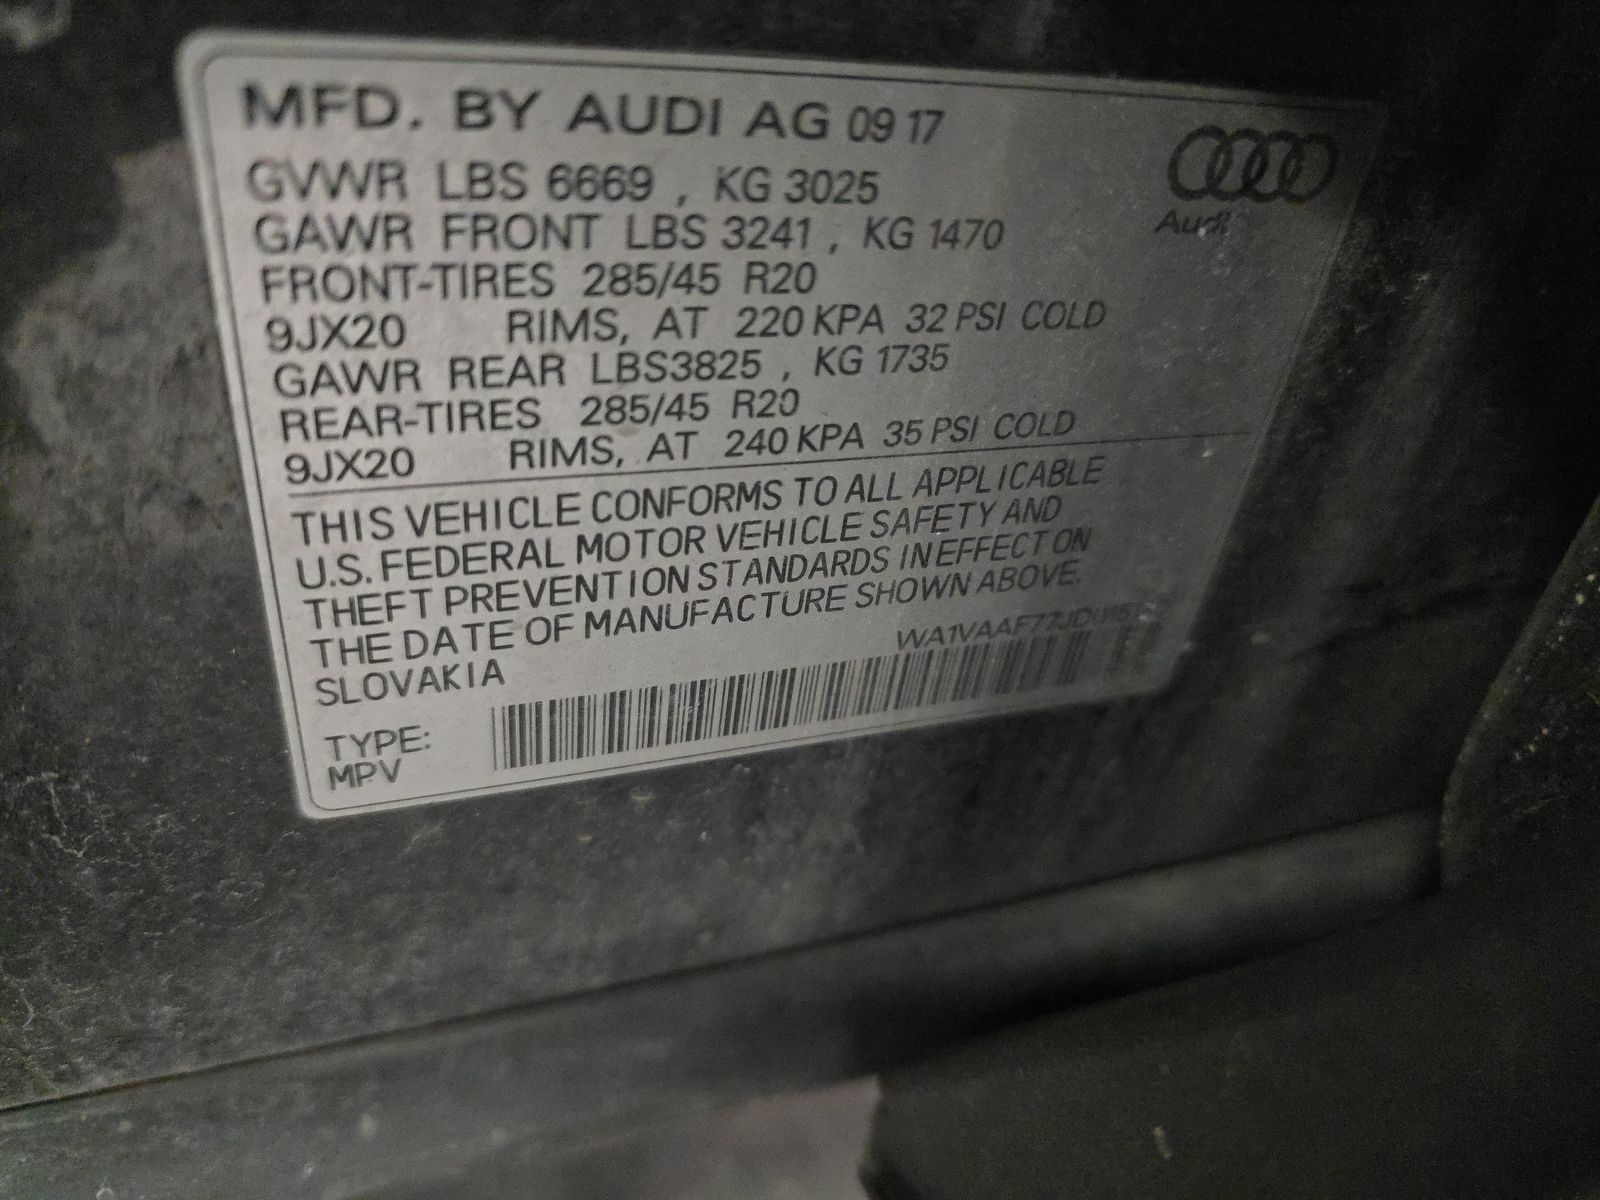 MFD. BY AUDI AG 09 17
GVWR LBS 6669 , KG 3025
GAWR FRONT LBS 3241 , KG 1470
FRONT-TIRES 285/45 R20
9JX20 RIMS, AT 220 KPA 32 PSI COLD
GAWR REAR LBS3825 , KG 1735
REAR-TIRES 285/45 R20
9JX20 RIMS, AT 240 KPA 35 PSI COLD
Audi
THIS VEHICLE CONFORMS TO ALL APPLICABLE
U.S. FEDERAL MOTOR VEHICLE SAFETY AND
THEFT PREVENTION STANDARDS IN EFFECT ON
THE DATE OF MANUFACTURE SHOWN ABOVE.
SLOVAKIA
TYPE:
MPV